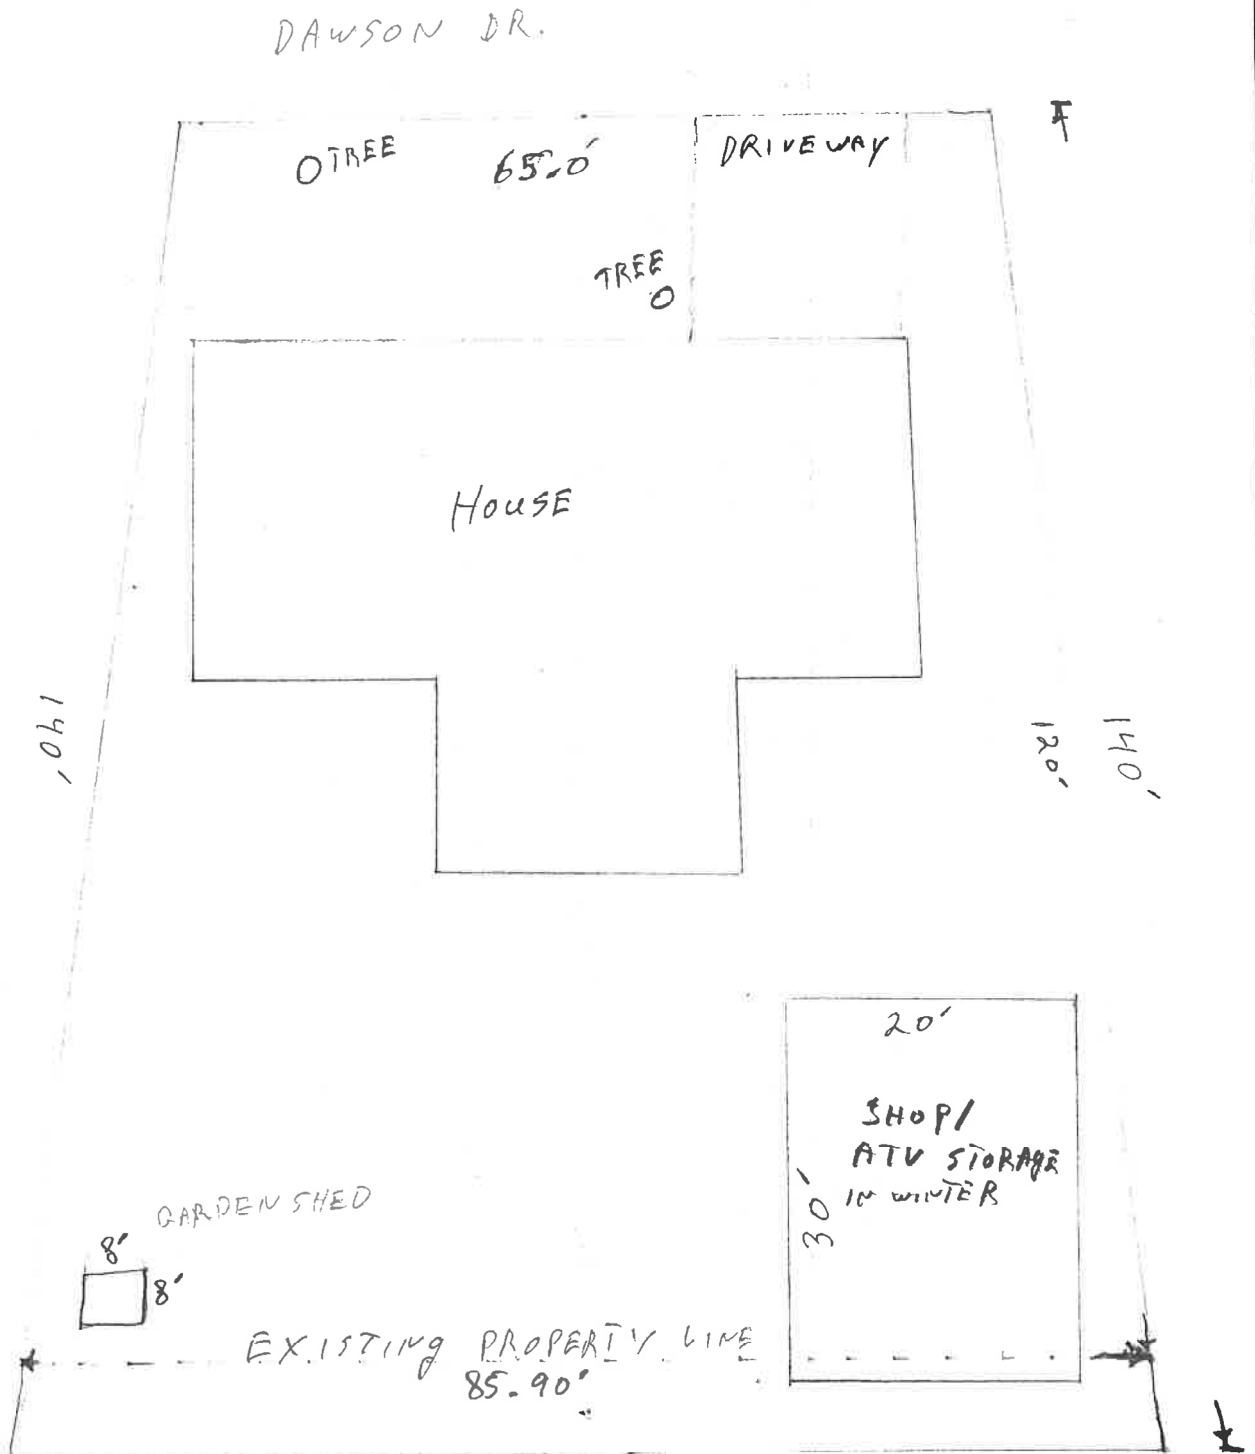 DAWSON DR.
TREE
65.0'
DRIVEWAY
TREE
HOUSE
140'
120'
140'
20'
SHOP/
ATV STORAGE
IN WINTER
30'
GARDEN SHED
8'
8'
EXISTING PROPERTY LINE
85.90'